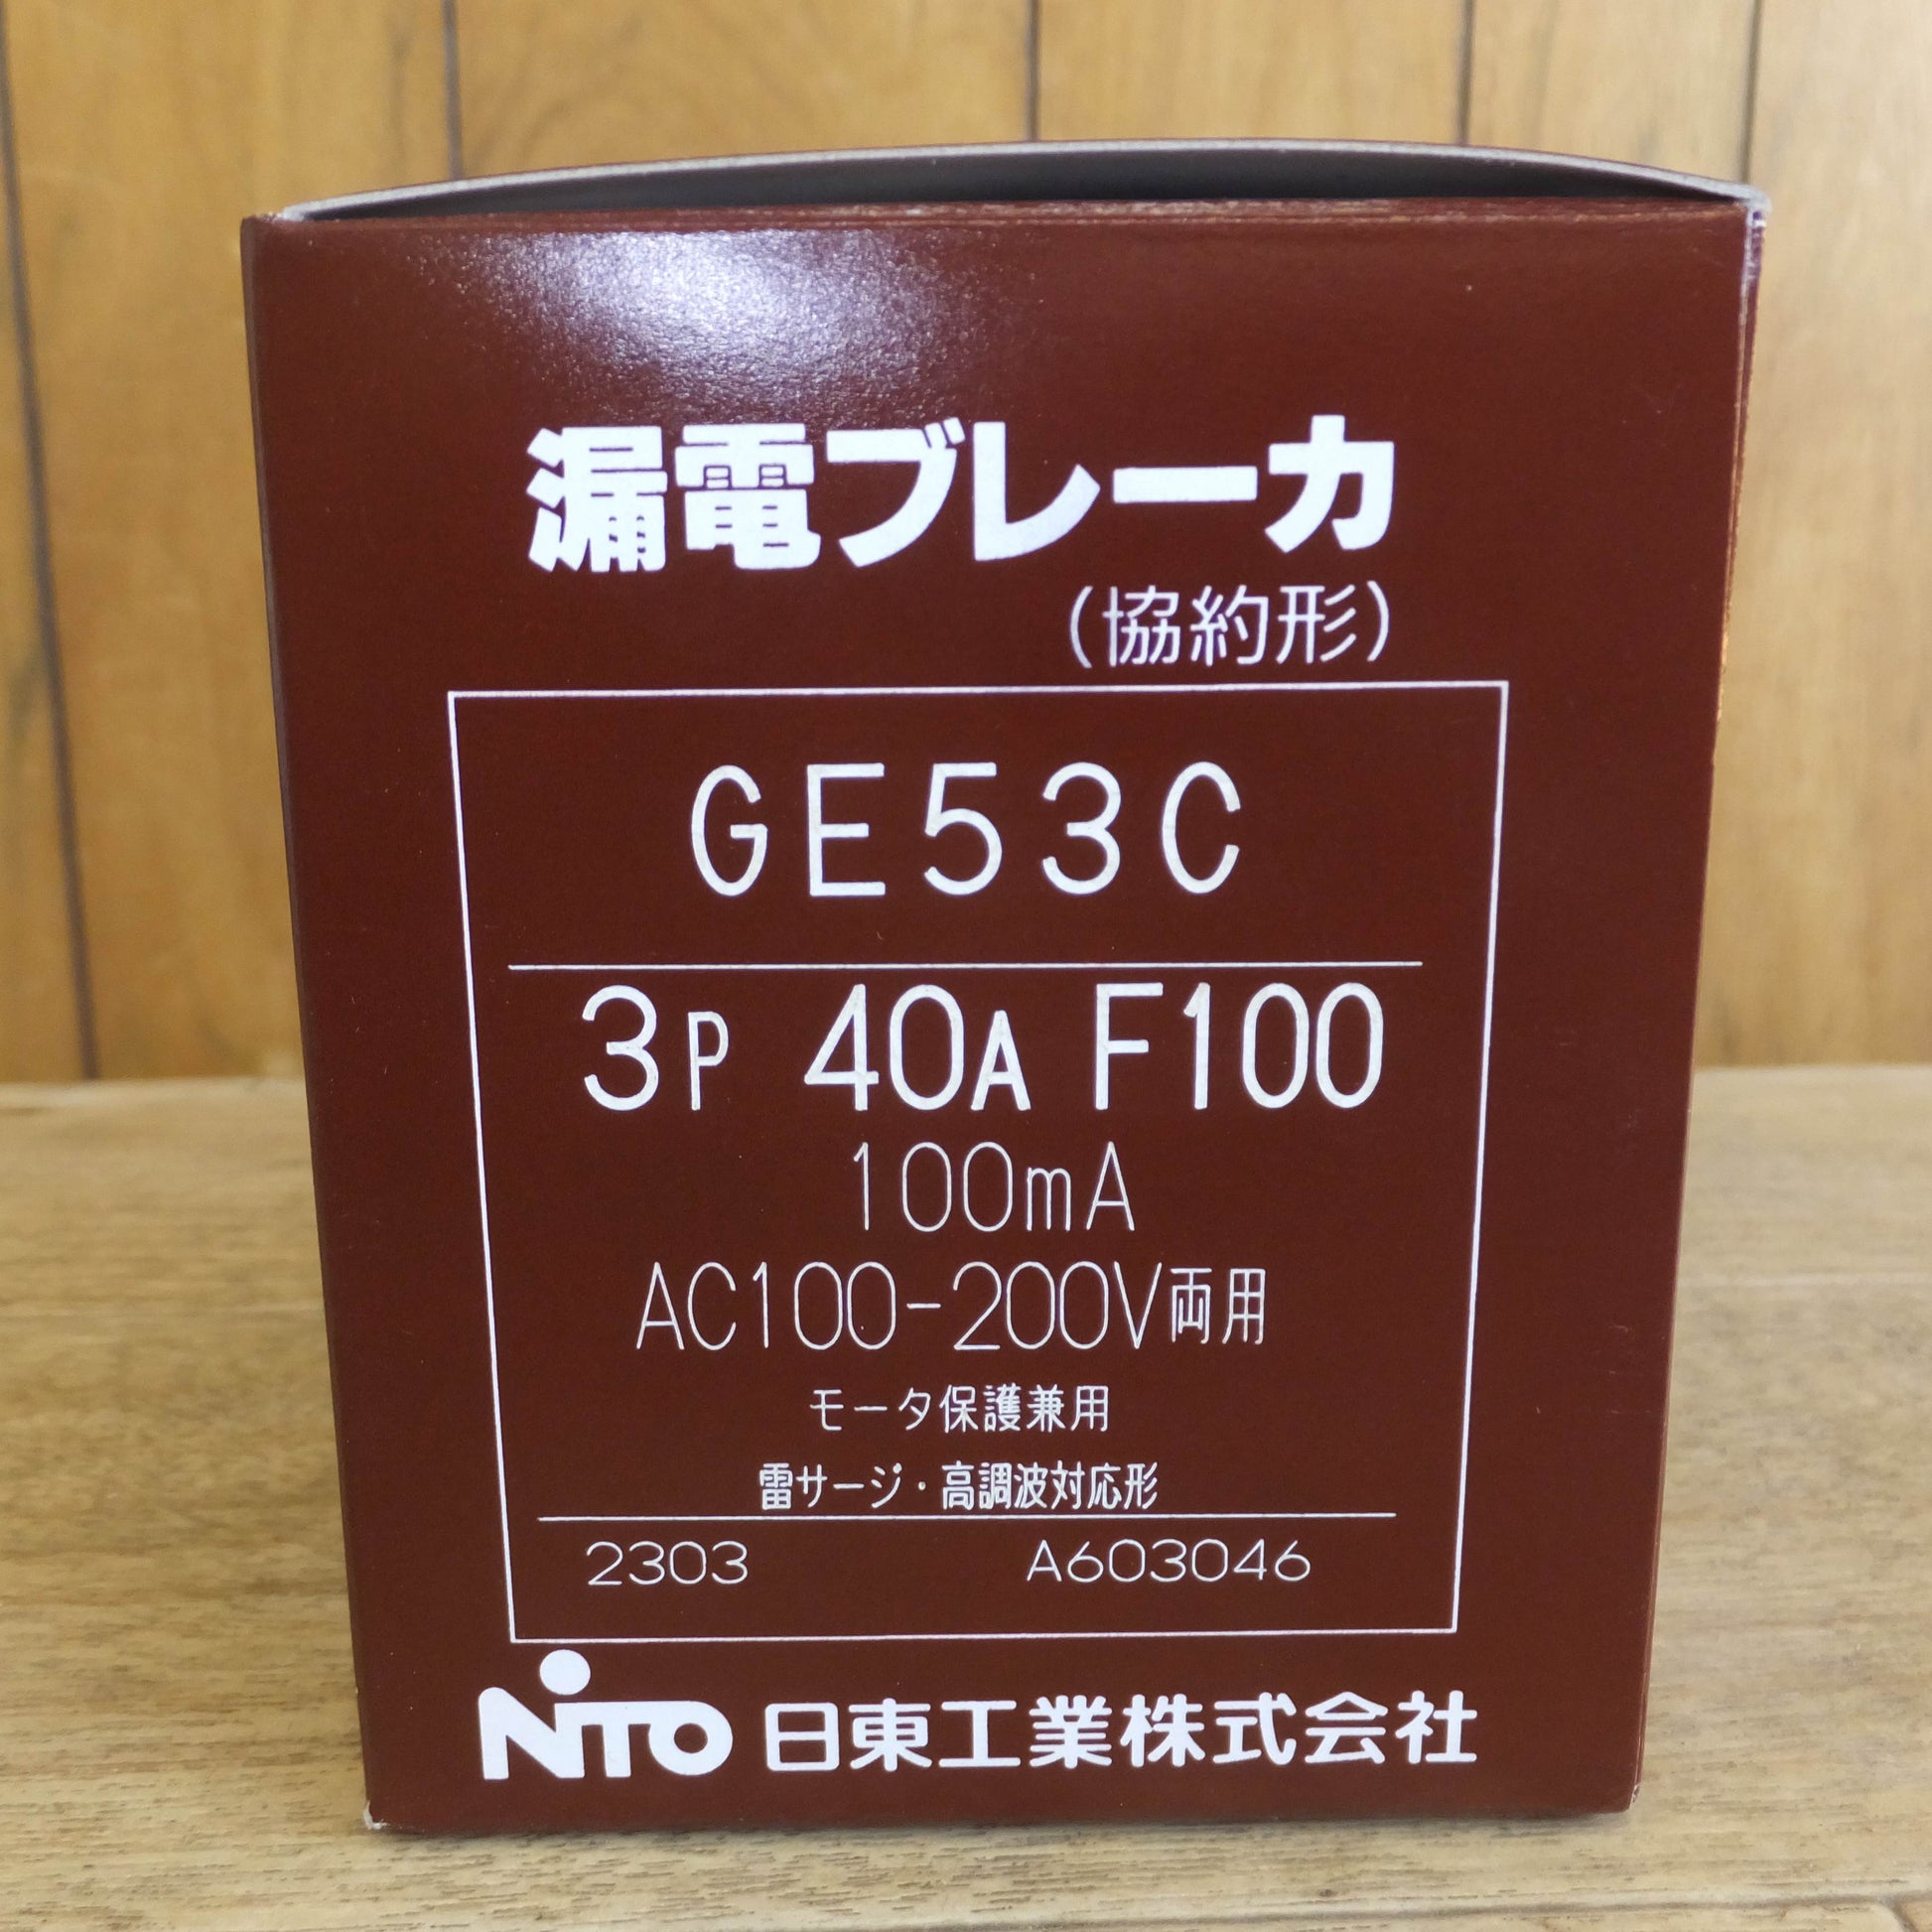 漏電ブレーカ
(協約形)
GE53C
3P 40A F100
100mA
AC100-200V両用
モータ保護兼用
雷サージ・高調波対応形
2303 A603046
NITO 日東工業株式会社